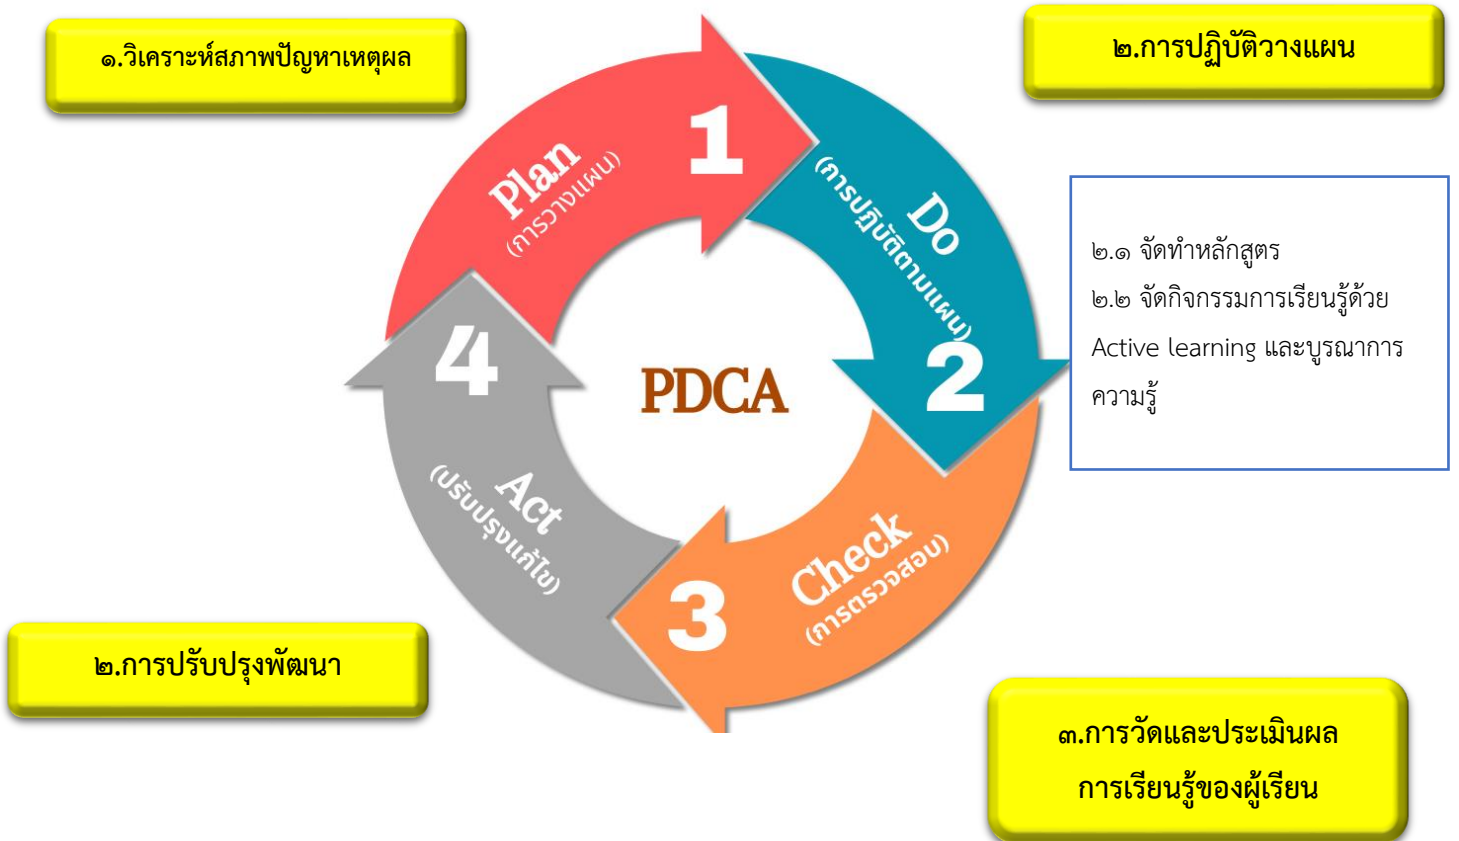 ๑.วิเคราะห์สภาพปัญหาเหตุผล
๒.การปฏิบัติวางแผน
1
Plan
(การวางแผน)
Do
(การปฏิบัติตามแผน)
2
๒.๑ จัดทำหลักสูตร
๒.๒ จัดกิจกรรมการเรียนรู้ด้วย
Active learning และบูรณาการ
ความรู้
4
PDCA
Act
(ปรับปรุงแก้ไข)
3
Check
(การตรวจสอบ)
๒.การปรับปรุงพัฒนา
๓.การวัดและประเมินผล
การเรียนรู้ของผู้เรียน